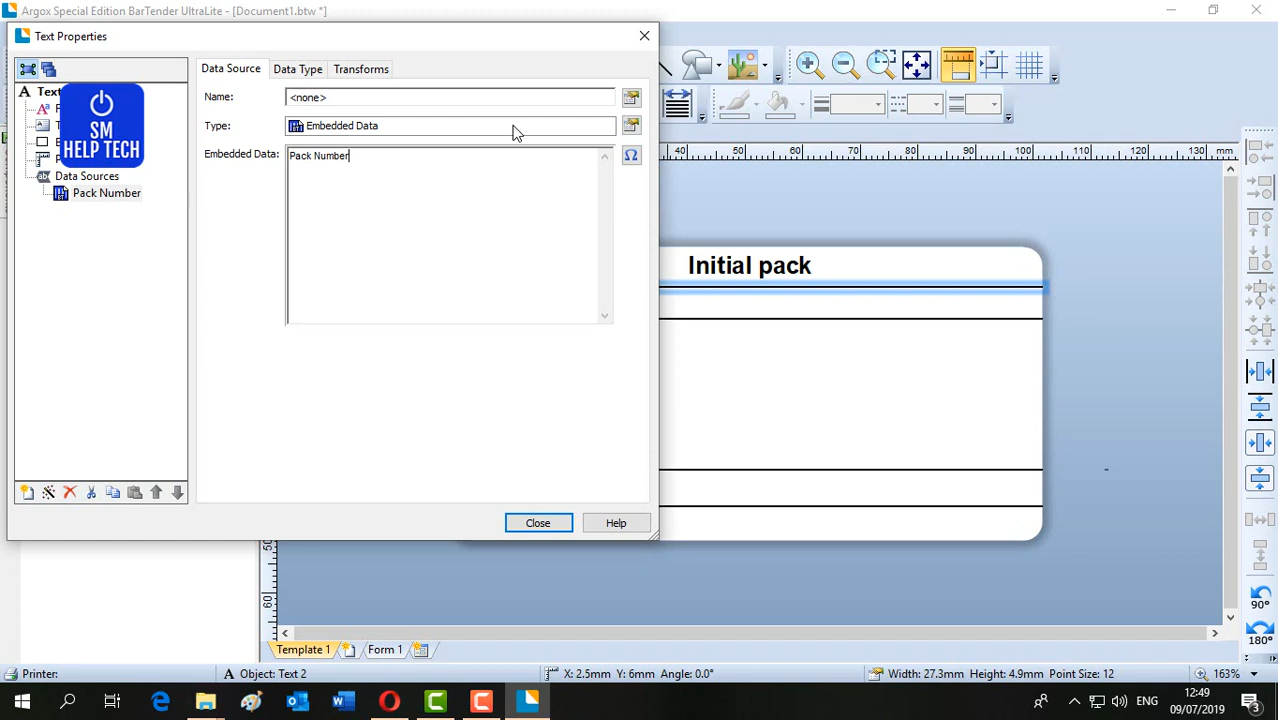 Argox Special Edition BarTender UltraLite - [Document1.btw *]
Text Properties
Data Source
Data Type
Transforms
Text
Name:
<none>
Type:
Embedded Data
Embedded Data:
Pack Number
SM
HELP TECH
Data Sources
Pack Number
Close
Help
40 50 60 70 80 90 100 110 120 130 mm
Initial pack
60
90°
180°
Template 1
Form 1
Printer:
Object: Text 2
X: 2.5mm Y: 6mm Angle: 0.0°
Width: 27.3mm Height: 4.9mm Point Size: 12
163%
ENG
12:49
09/07/2019
3